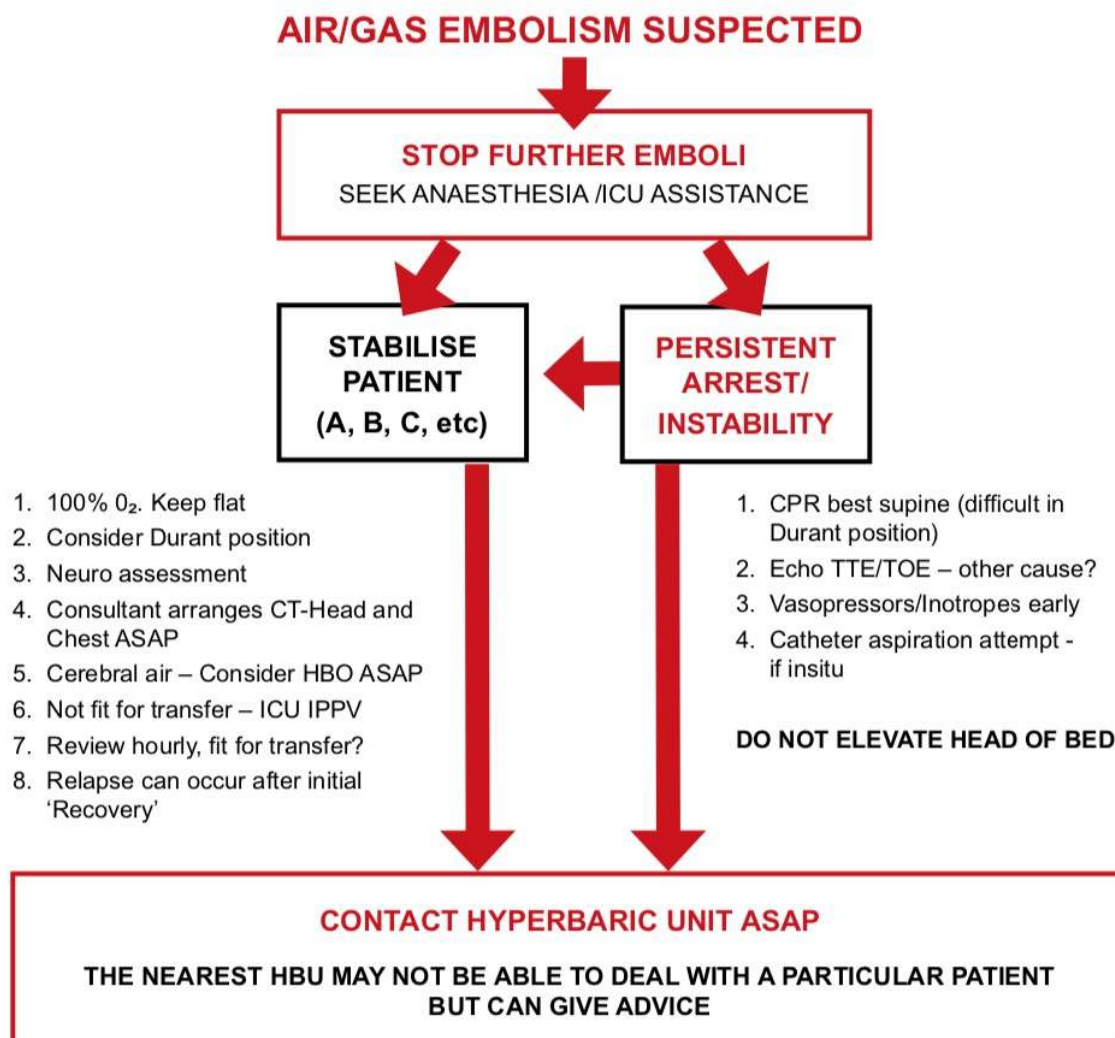 AIR/GAS EMBOLISM SUSPECTED
STOP FURTHER EMBOLI
SEEK ANAESTHESIA /ICU ASSISTANCE
STABILISE
PATIENT
(A, B, C, etc)
PERSISTENT
ARREST/
INSTABILITY
1. 100% 0₂. Keep flat
2. Consider Durant position
3. Neuro assessment
4. Consultant arranges CT-Head and
Chest ASAP
5. Cerebral air – Consider HBO ASAP
6. Not fit for transfer – ICU IPPV
7. Review hourly, fit for transfer?
8. Relapse can occur after initial
‘Recovery’
1. CPR best supine (difficult in
Durant position)
2. Echo TTE/TOE – other cause?
3. Vasopressors/Inotropes early
4. Catheter aspiration attempt -
if insitu
DO NOT ELEVATE HEAD OF BED
CONTACT HYPERBARIC UNIT ASAP
THE NEAREST HBU MAY NOT BE ABLE TO DEAL WITH A PARTICULAR PATIENT
BUT CAN GIVE ADVICE